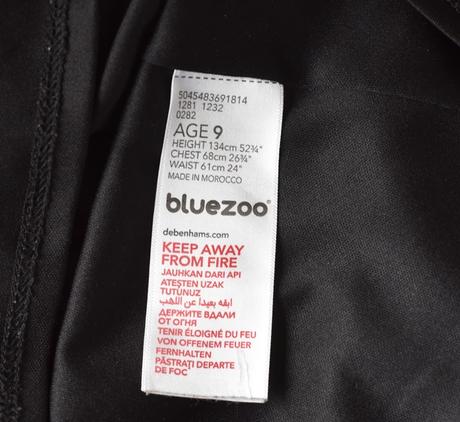 5045483691814
1281 1232
0282
AGE 9
HEIGHT 134cm 52¾"
CHEST 68cm 26¾"
WAIST 61cm 24"
MADE IN MOROCCO
bluezoo®
debenhams.com
KEEP AWAY
FROM FIRE
JAUHKAN DARI API
ATEŞTEN UZAK
TUTUNUZ
ابقه بعيدا عن اللهب
ДЕРЖИТЕ ВДАЛИ
ОТ ОГНЯ
TENIR ÉLOIGNÉ DU FEU
VON OFFENEM FEUER
FERNHALTEN
PĂSTRAȚI DEPARTE
DE FOC